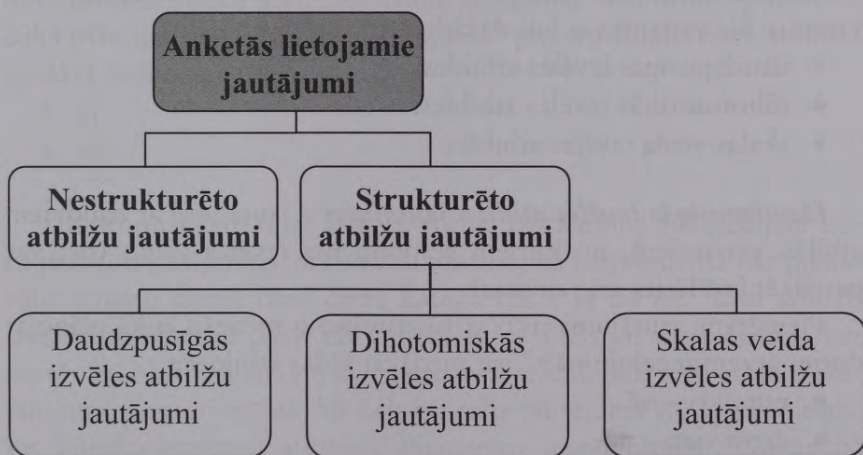 Anketās lietojamie
jautājumi
Nestrukturēto
atbilžu jautājumi
Strukturēto
atbilžu jautājumi
Daudzpusīgās
izvēles atbilžu
jautājumi
Dihotomiskās
izvēles atbilžu
jautājumi
Skalas veida
izvēles atbilžu
jautājumi